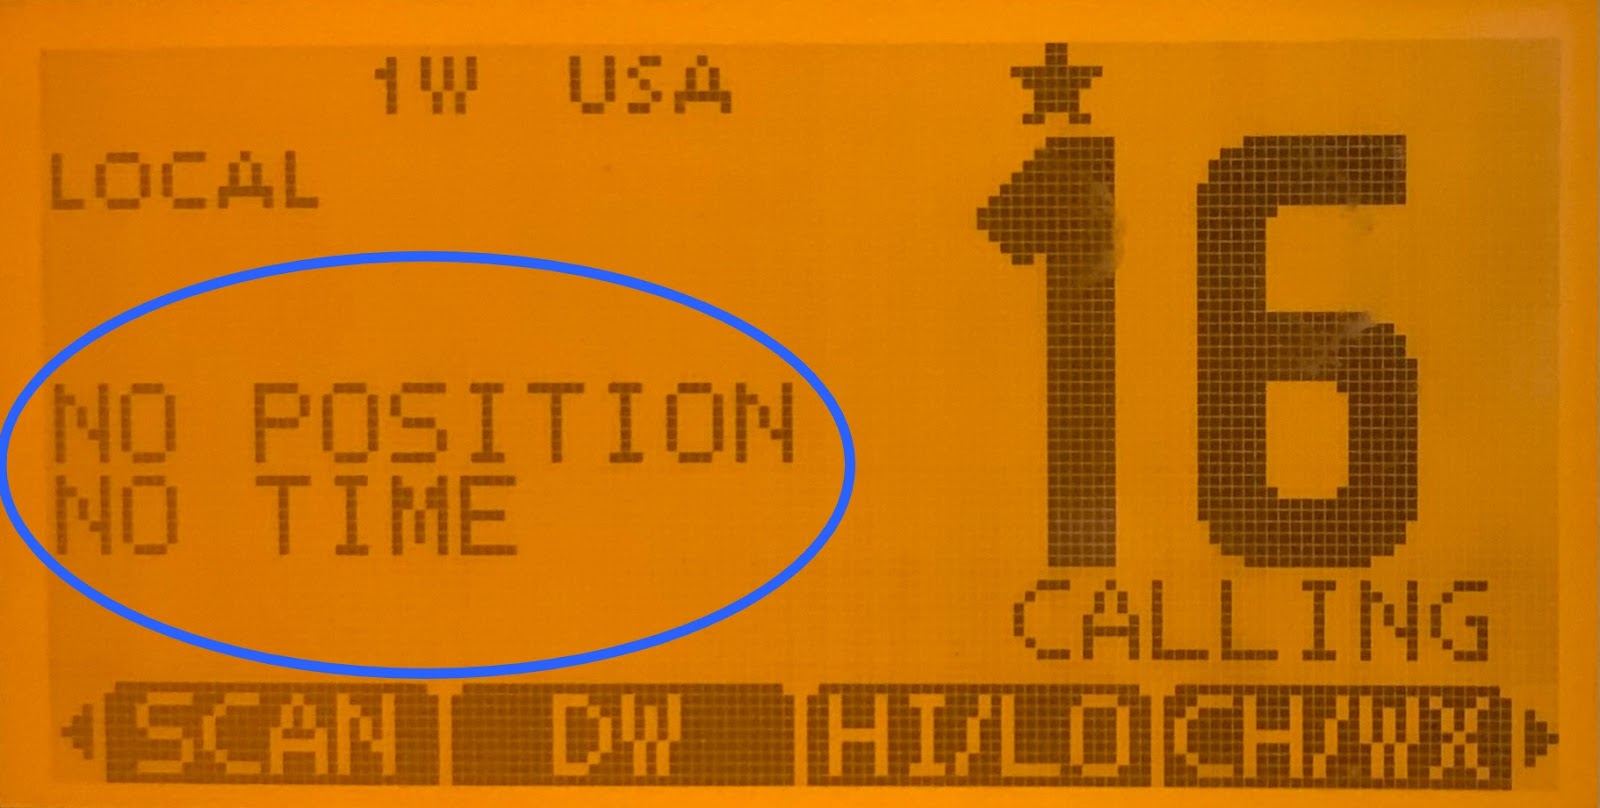 1W USA
LOCAL
16
NO POSITION
NO TIME
CALLING
SCAN DW HI/LO CH/WX